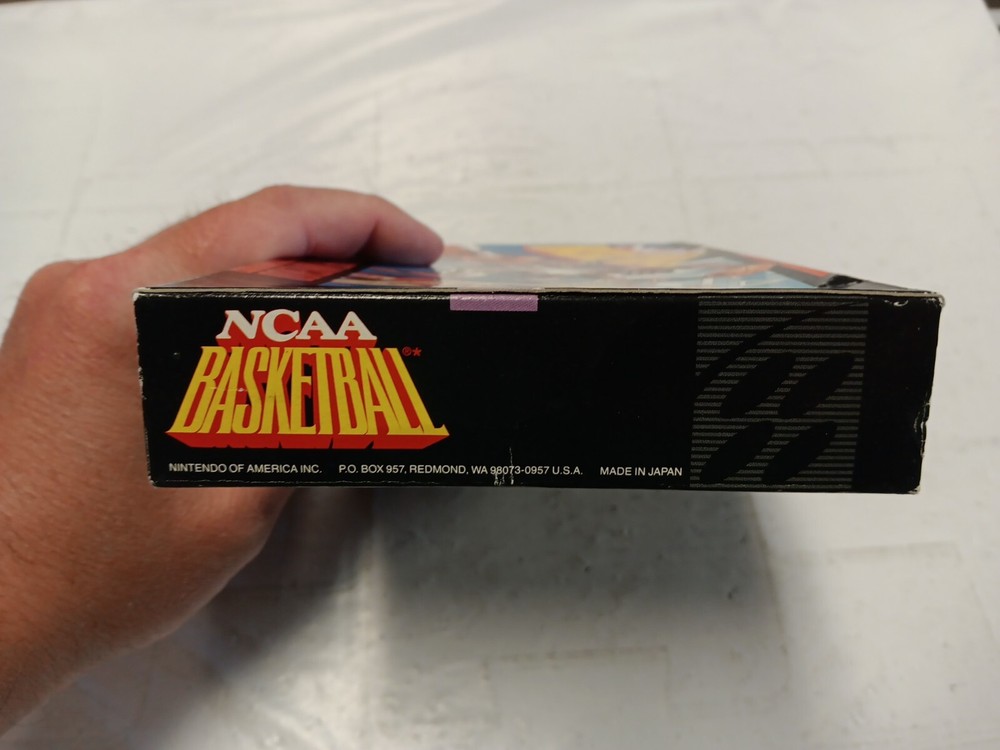 NCAA
BASKETBALL®*
NINTENDO OF AMERICA INC. P.O. BOX 957, REDMOND, WA 98073-0957 U.S.A. MADE IN JAPAN